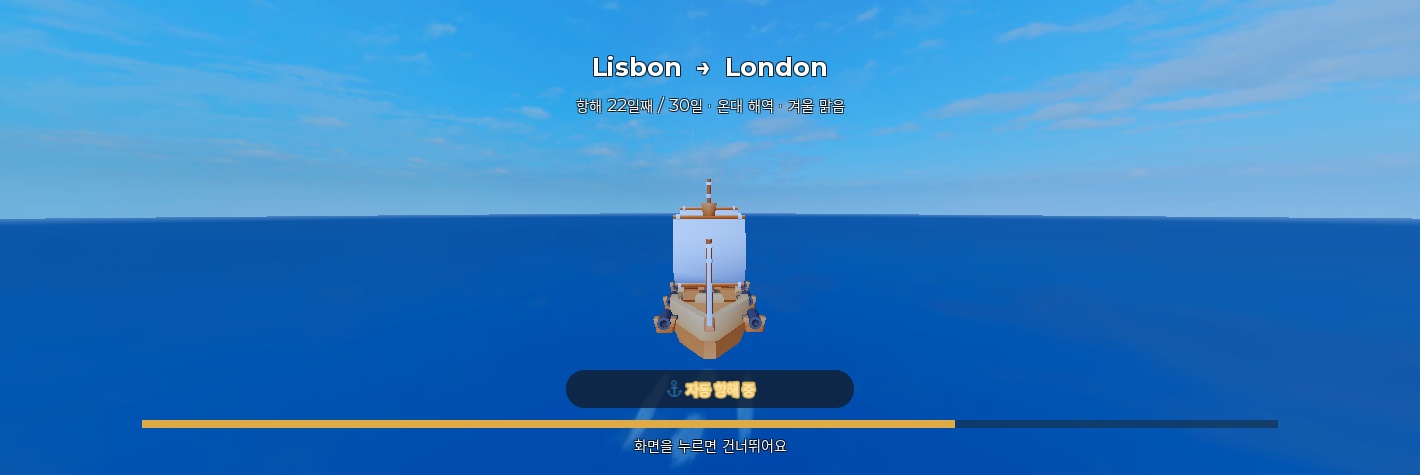 Lisbon → London
항해 22일째 / 30일 · 온대 해역 · 겨울 맑음
⚓ 자동 항해 중
화면을 누르면 건너뛰어요